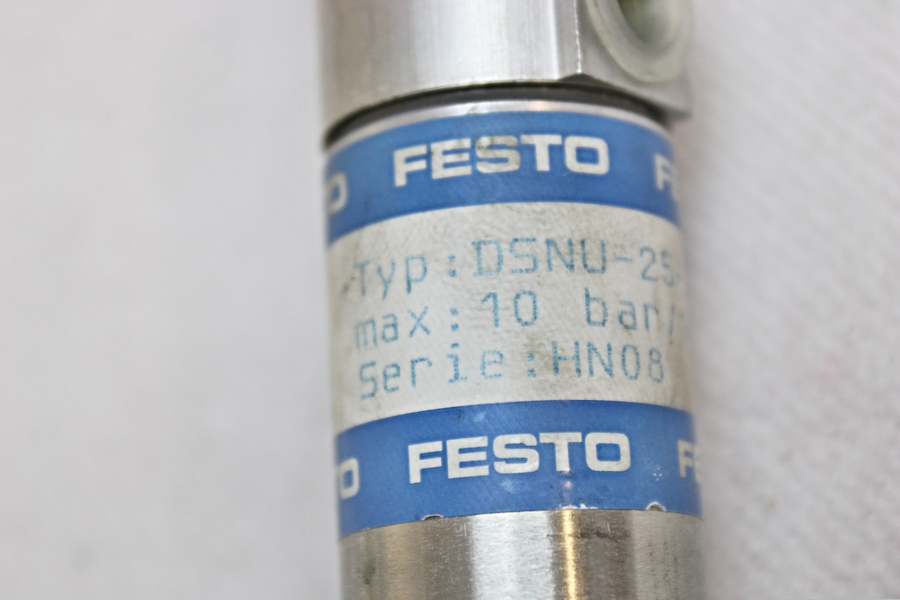 FESTO
Typ:DSNU-25
max:10 bar/
Serie:HN08
FESTO